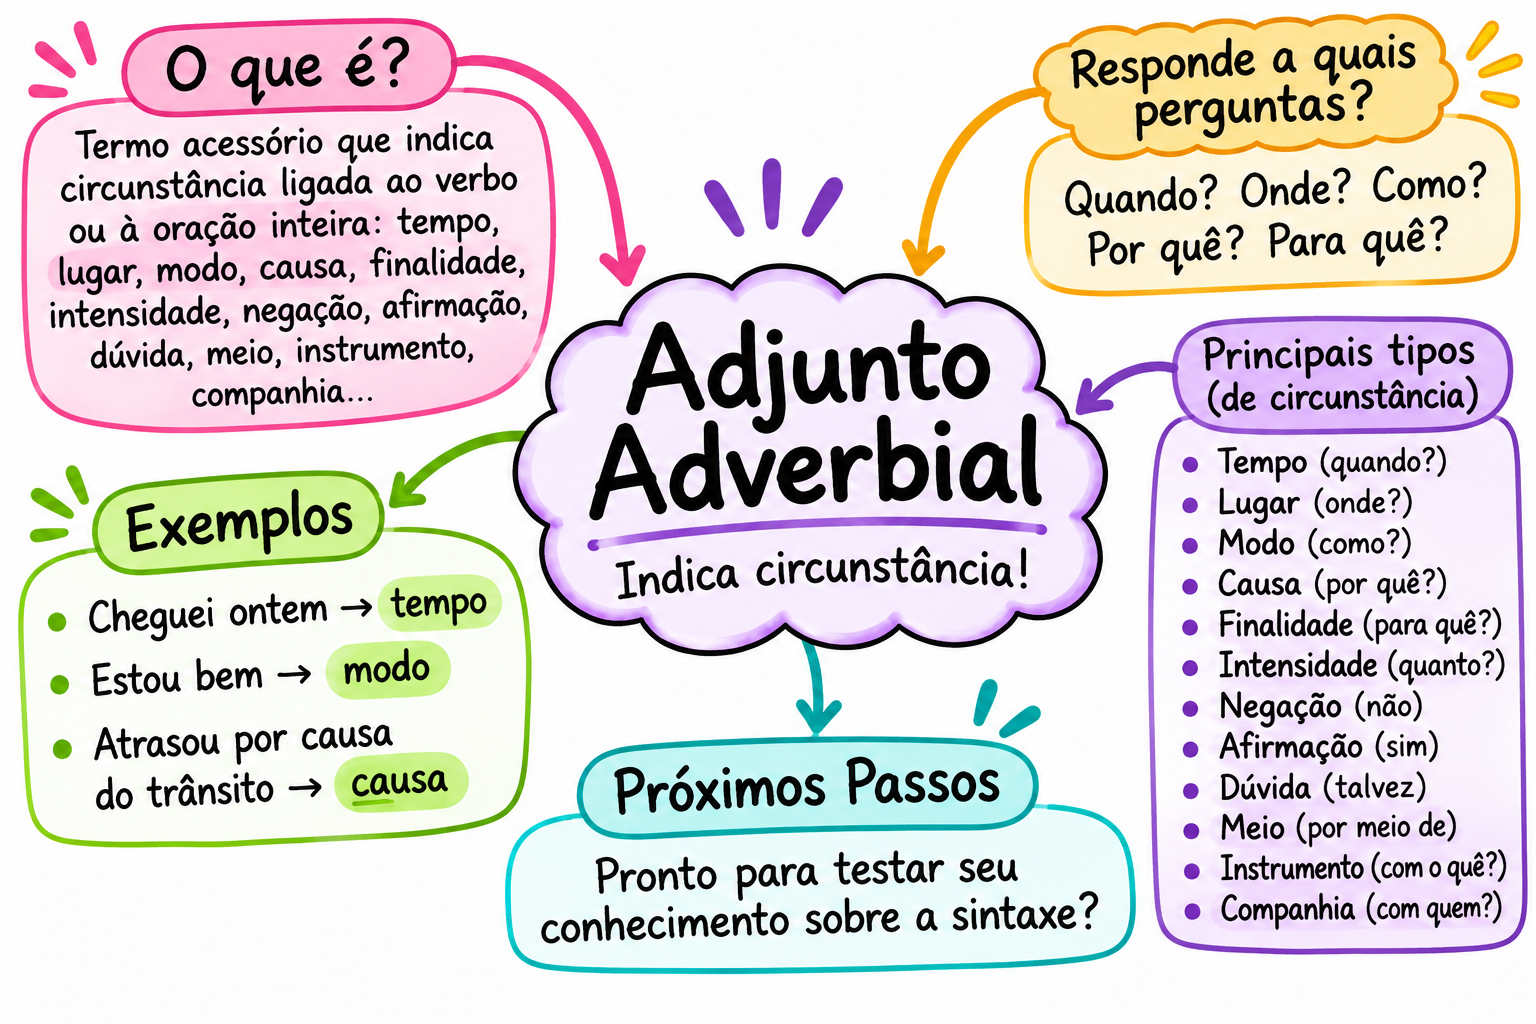 O que é?
Termo acessório que indica
circunstância ligada ao verbo
ou à oração inteira: tempo,
lugar, modo, causa, finalidade,
intensidade, negação, afirmação,
dúvida, meio, instrumento,
companhia...
Responde a quais
perguntas?
Quando? Onde? Como?
Por quê? Para quê?
Adjunto
Adverbial
Indica circunstância!
Principais tipos
(de circunstância)
• Tempo (quando?)
• Lugar (onde?)
• Modo (como?)
• Causa (por quê?)
• Finalidade (para quê?)
• Intensidade (quanto?)
• Negação (não)
• Afirmação (sim)
• Dúvida (talvez)
• Meio (por meio de)
• Instrumento (com o quê?)
• Companhia (com quem?)
Exemplos
• Cheguei ontem → tempo
• Estou bem → modo
• Atrasou por causa
do trânsito → causa
Próximos Passos
Pronto para testar seu
conhecimento sobre a sintaxe?